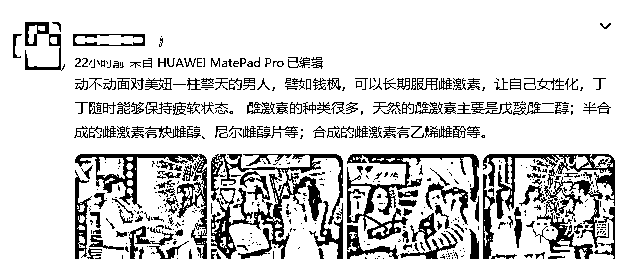 22小时前 来自 HUAWEI MatePad Pro 已编辑
动不动面对美妞一柱擎天的男人，譬如钱枫，可以长期服用雌激素，让自己女性化，丁
丁随时能够保持疲软状态。 雌激素的种类很多，天然的雌激素主要是戊酸雌二醇；半合
成的雌激素有炔雌醇、尼尔雌醇片等；合成的雌激素有乙烯雌酚等。